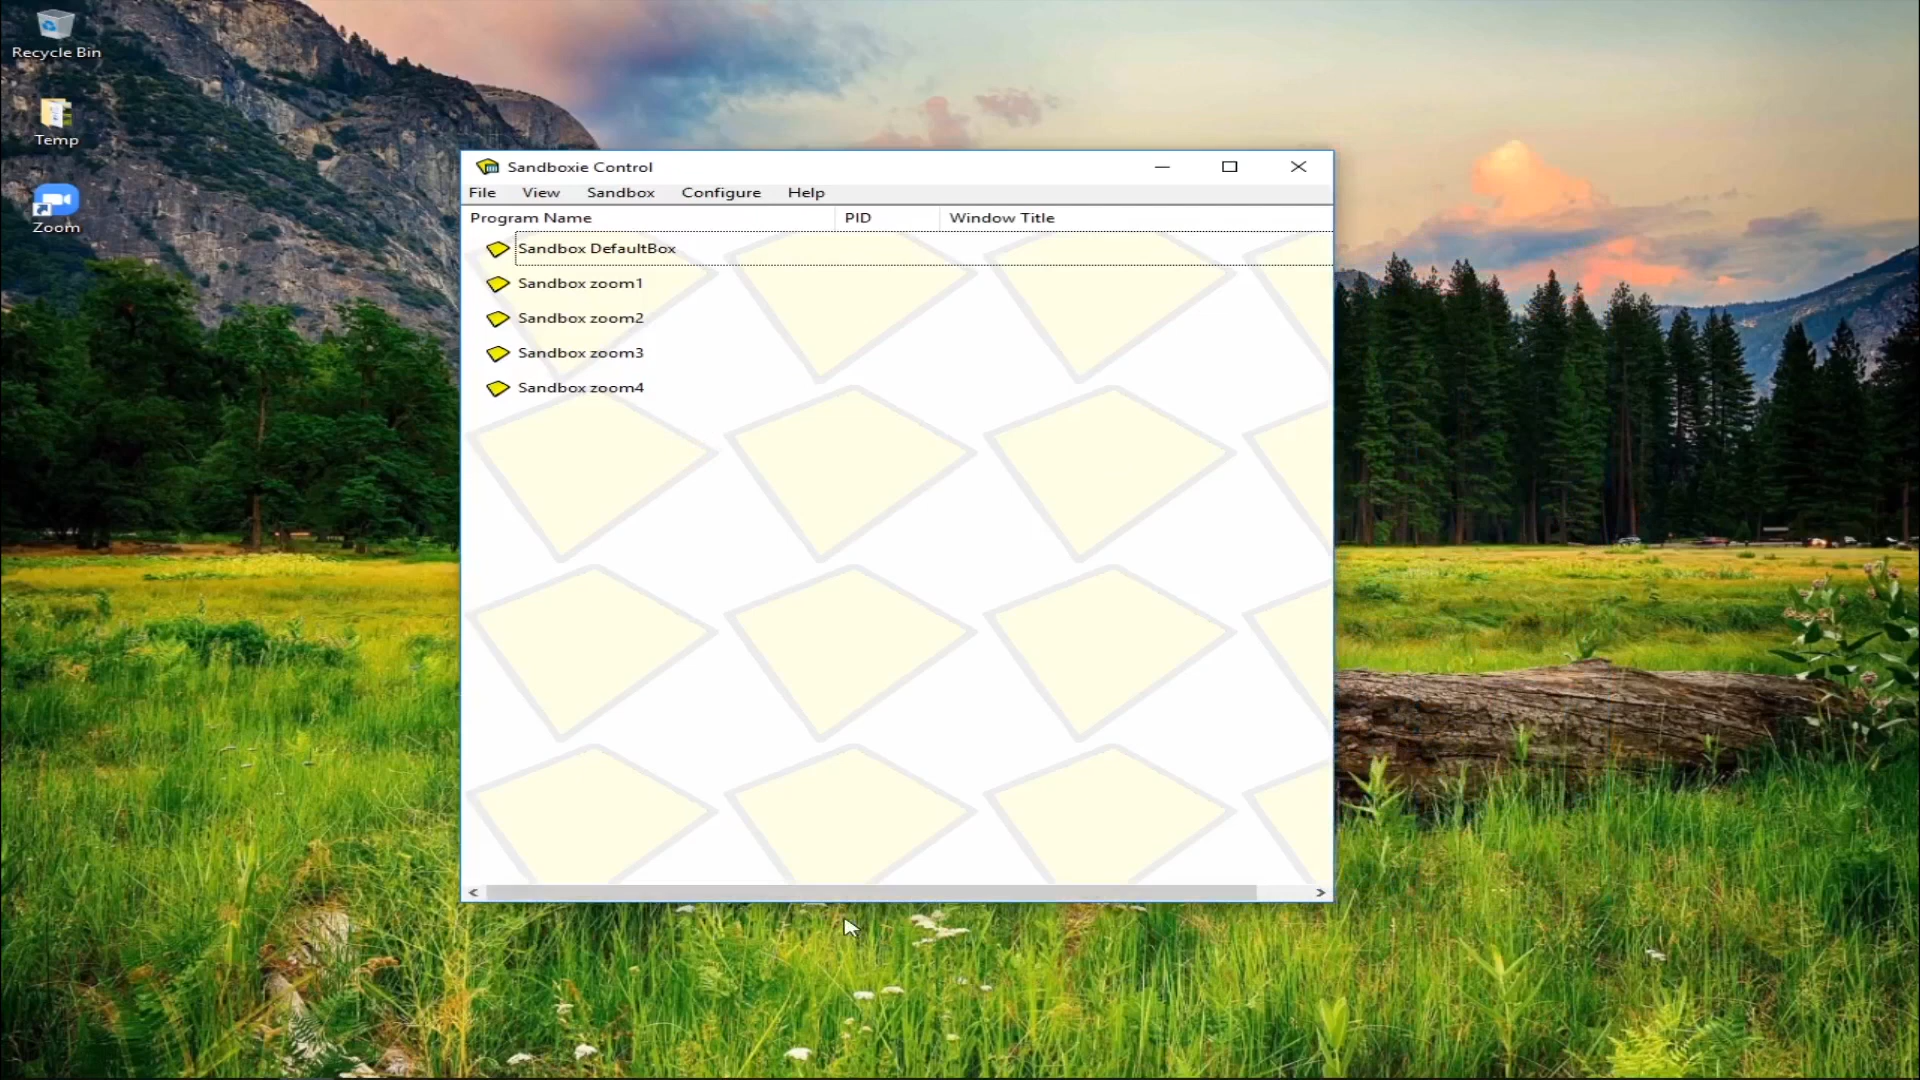 Recycle Bin
Temp
Zoom
Sandboxie Control
File View Sandbox Configure Help
Program Name PID Window Title
Sandbox DefaultBox
Sandbox zoom1
Sandbox zoom2
Sandbox zoom3
Sandbox zoom4